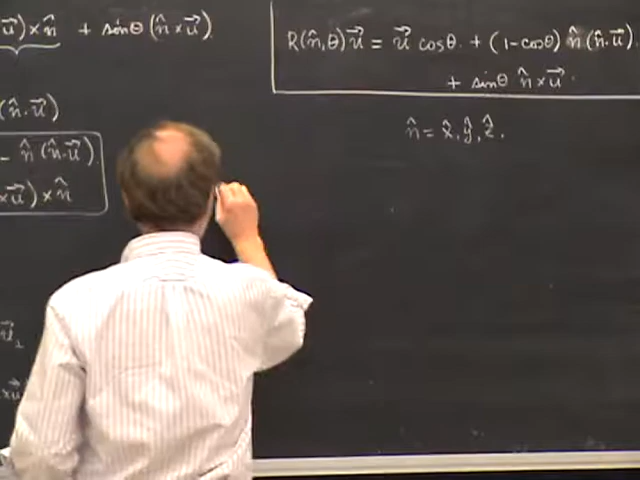 u⃗)×n̂ + sinθ (n̂×u⃗)
(n̂·u⃗)
- n̂(n̂·u⃗)
×u⃗)×n̂
R(n̂,θ)u⃗ = u⃗ cosθ + (1-cosθ) n̂(n̂·u⃗)
+ sinθ n̂×u⃗.
n̂ = x̂, ŷ, ẑ.